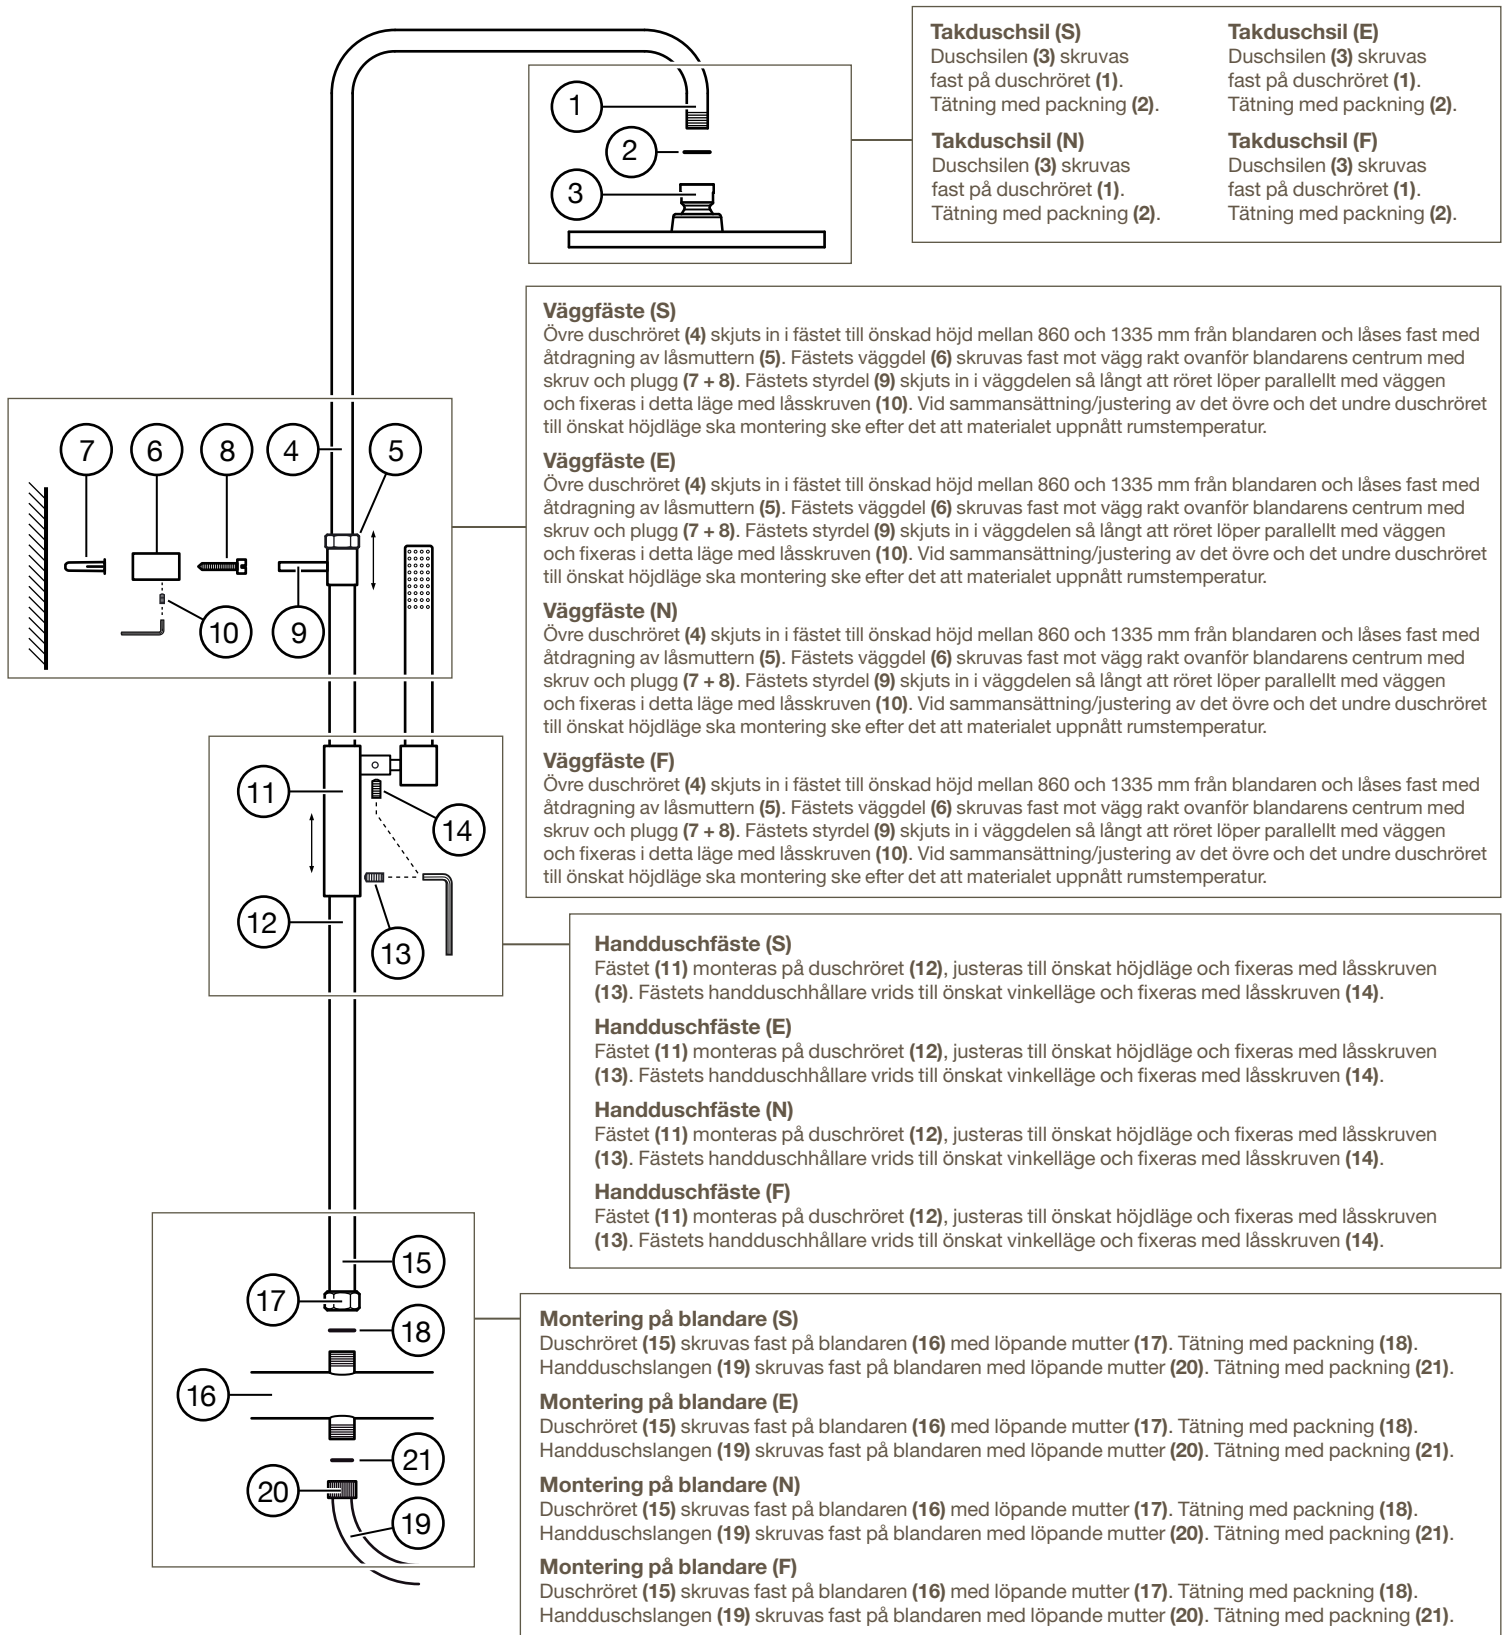 Takduschsil (S)
Duschsilen (3) skruvas
fast på duschröret (1).
Tätning med packning (2).
Takduschsil (E)
Duschsilen (3) skruvas
fast på duschröret (1).
Tätning med packning (2).
Takduschsil (N)
Duschsilen (3) skruvas
fast på duschröret (1).
Tätning med packning (2).
Takduschsil (F)
Duschsilen (3) skruvas
fast på duschröret (1).
Tätning med packning (2).
1
2
3
Väggfäste (S)
Övre duschröret (4) skjuts in i fästet till önskad höjd mellan 860 och 1335 mm från blandaren och låses fast med
åtdragning av låsmuttern (5). Fästets väggdel (6) skruvas fast mot vägg rakt ovanför blandarens centrum med
skruv och plugg (7 + 8). Fästets styrdel (9) skjuts in i väggdelen så långt att röret löper parallellt med väggen
och fixeras i detta läge med låsskruven (10). Vid sammansättning/justering av det övre och det undre duschröret
till önskat höjdläge ska montering ske efter det att materialet uppnått rumstemperatur.
Väggfäste (E)
Övre duschröret (4) skjuts in i fästet till önskad höjd mellan 860 och 1335 mm från blandaren och låses fast med
åtdragning av låsmuttern (5). Fästets väggdel (6) skruvas fast mot vägg rakt ovanför blandarens centrum med
skruv och plugg (7 + 8). Fästets styrdel (9) skjuts in i väggdelen så långt att röret löper parallellt med väggen
och fixeras i detta läge med låsskruven (10). Vid sammansättning/justering av det övre och det undre duschröret
till önskat höjdläge ska montering ske efter det att materialet uppnått rumstemperatur.
Väggfäste (N)
Övre duschröret (4) skjuts in i fästet till önskad höjd mellan 860 och 1335 mm från blandaren och låses fast med
åtdragning av låsmuttern (5). Fästets väggdel (6) skruvas fast mot vägg rakt ovanför blandarens centrum med
skruv och plugg (7 + 8). Fästets styrdel (9) skjuts in i väggdelen så långt att röret löper parallellt med väggen
och fixeras i detta läge med låsskruven (10). Vid sammansättning/justering av det övre och det undre duschröret
till önskat höjdläge ska montering ske efter det att materialet uppnått rumstemperatur.
Väggfäste (F)
Övre duschröret (4) skjuts in i fästet till önskad höjd mellan 860 och 1335 mm från blandaren och låses fast med
åtdragning av låsmuttern (5). Fästets väggdel (6) skruvas fast mot vägg rakt ovanför blandarens centrum med
skruv och plugg (7 + 8). Fästets styrdel (9) skjuts in i väggdelen så långt att röret löper parallellt med väggen
och fixeras i detta läge med låsskruven (10). Vid sammansättning/justering av det övre och det undre duschröret
till önskat höjdläge ska montering ske efter det att materialet uppnått rumstemperatur.
7 6 8 4 5
10 9
11
14
12
13
Handduschfäste (S)
Fästet (11) monteras på duschröret (12), justeras till önskat höjdläge och fixeras med låsskruven
(13). Fästets handduschhållare vrids till önskat vinkelläge och fixeras med låsskruven (14).
Handduschfäste (E)
Fästet (11) monteras på duschröret (12), justeras till önskat höjdläge och fixeras med låsskruven
(13). Fästets handduschhållare vrids till önskat vinkelläge och fixeras med låsskruven (14).
Handduschfäste (N)
Fästet (11) monteras på duschröret (12), justeras till önskat höjdläge och fixeras med låsskruven
(13). Fästets handduschhållare vrids till önskat vinkelläge och fixeras med låsskruven (14).
Handduschfäste (F)
Fästet (11) monteras på duschröret (12), justeras till önskat höjdläge och fixeras med låsskruven
(13). Fästets handduschhållare vrids till önskat vinkelläge och fixeras med låsskruven (14).
15
17
18
16
21
20
19
Montering på blandare (S)
Duschröret (15) skruvas fast på blandaren (16) med löpande mutter (17). Tätning med packning (18).
Handduschslangen (19) skruvas fast på blandaren med löpande mutter (20). Tätning med packning (21).
Montering på blandare (E)
Duschröret (15) skruvas fast på blandaren (16) med löpande mutter (17). Tätning med packning (18).
Handduschslangen (19) skruvas fast på blandaren med löpande mutter (20). Tätning med packning (21).
Montering på blandare (N)
Duschröret (15) skruvas fast på blandaren (16) med löpande mutter (17). Tätning med packning (18).
Handduschslangen (19) skruvas fast på blandaren med löpande mutter (20). Tätning med packning (21).
Montering på blandare (F)
Duschröret (15) skruvas fast på blandaren (16) med löpande mutter (17). Tätning med packning (18).
Handduschslangen (19) skruvas fast på blandaren med löpande mutter (20). Tätning med packning (21).